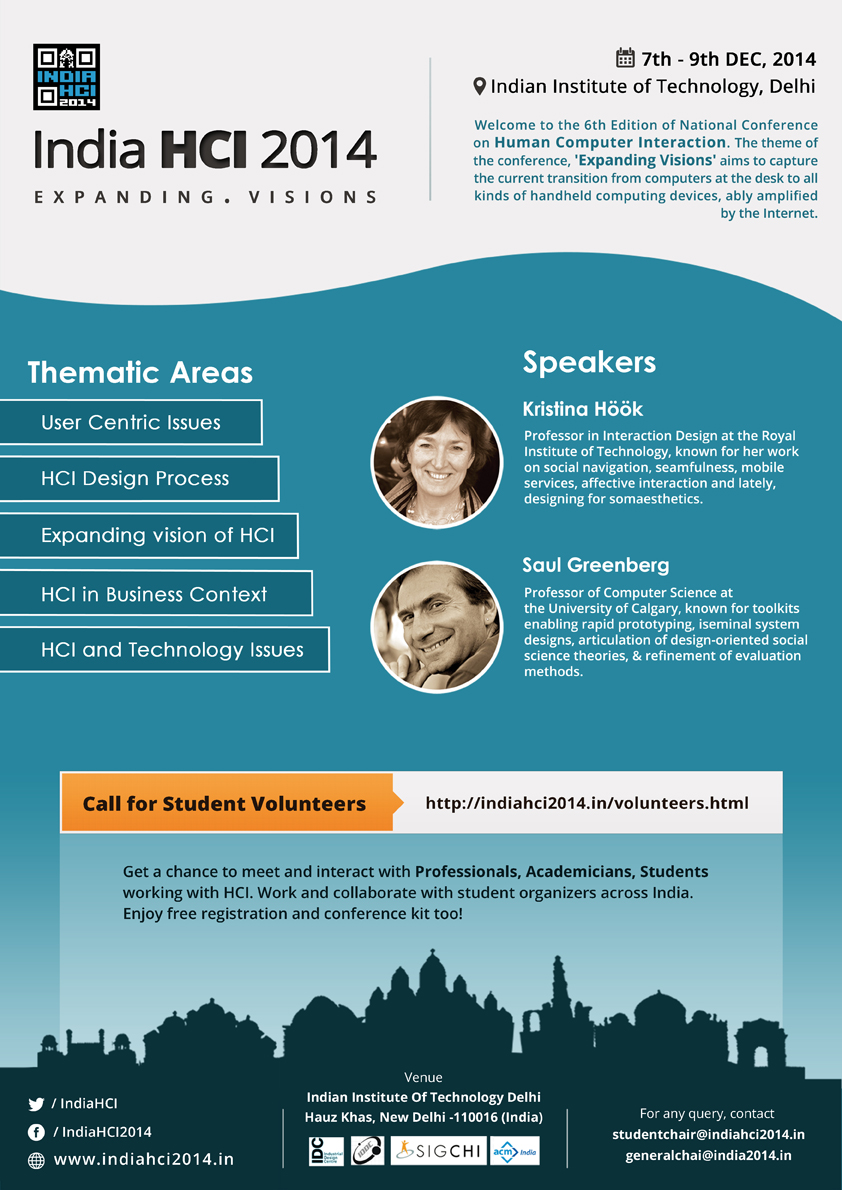 INDIA
HCI
2014
India HCI 2014
EXPANDING. VISIONS
7th - 9th DEC, 2014
Indian Institute of Technology, Delhi
Welcome to the 6th Edition of National Conference
on Human Computer Interaction. The theme of
the conference, 'Expanding Visions' aims to capture
the current transition from computers at the desk to all
kinds of handheld computing devices, ably amplified
by the Internet.
Thematic Areas
User Centric Issues
HCI Design Process
Expanding vision of HCI
HCI in Business Context
HCI and Technology Issues
Speakers
Kristina Höök
Professor in Interaction Design at the Royal
Institute of Technology, known for her work
on social navigation, seamfulness, mobile
services, affective interaction and lately,
designing for somaesthetics.
Saul Greenberg
Professor of Computer Science at
the University of Calgary, known for toolkits
enabling rapid prototyping, iseminal system
designs, articulation of design-oriented social
science theories, & refinement of evaluation
methods.
Call for Student Volunteers
http://indiahci2014.in/volunteers.html
Get a chance to meet and interact with Professionals, Academicians, Students
working with HCI. Work and collaborate with student organizers across India.
Enjoy free registration and conference kit too!
/ IndiaHCI
/ IndiaHCI2014
www.indiahci2014.in
Venue
Indian Institute Of Technology Delhi
Hauz Khas, New Delhi -110016 (India)
IDC
Industrial
Design
Centre
SIGCHI
acm India
For any query, contact
studentchair@indiahci2014.in
generalchai@india2014.in